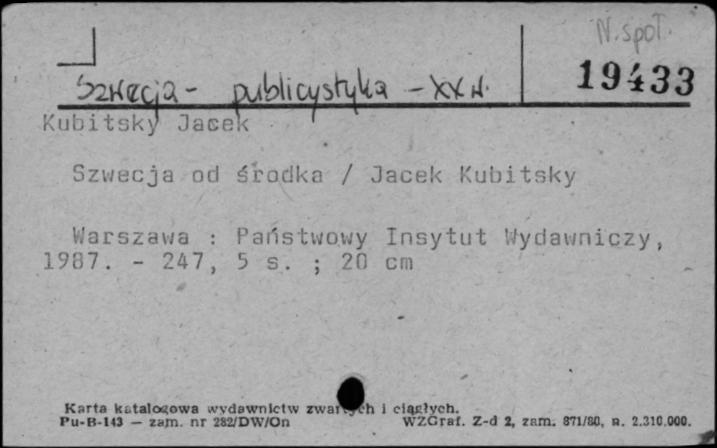 N. społ.
19433
Szwecja - publicystyka - XX w.
Kubitsky Jacek
Szwecja od środka / Jacek Kubitsky
Warszawa : Państwowy Insytut Wydawniczy,
1987. - 247, 5 s. ; 20 cm
Karta katalogowa wydawnictw zwartych i ciągłych.
Pu-B-143 — zam. nr 282/DW/On
WZGraf. Z-d 2, zam. 871/80, n. 2.310.000.